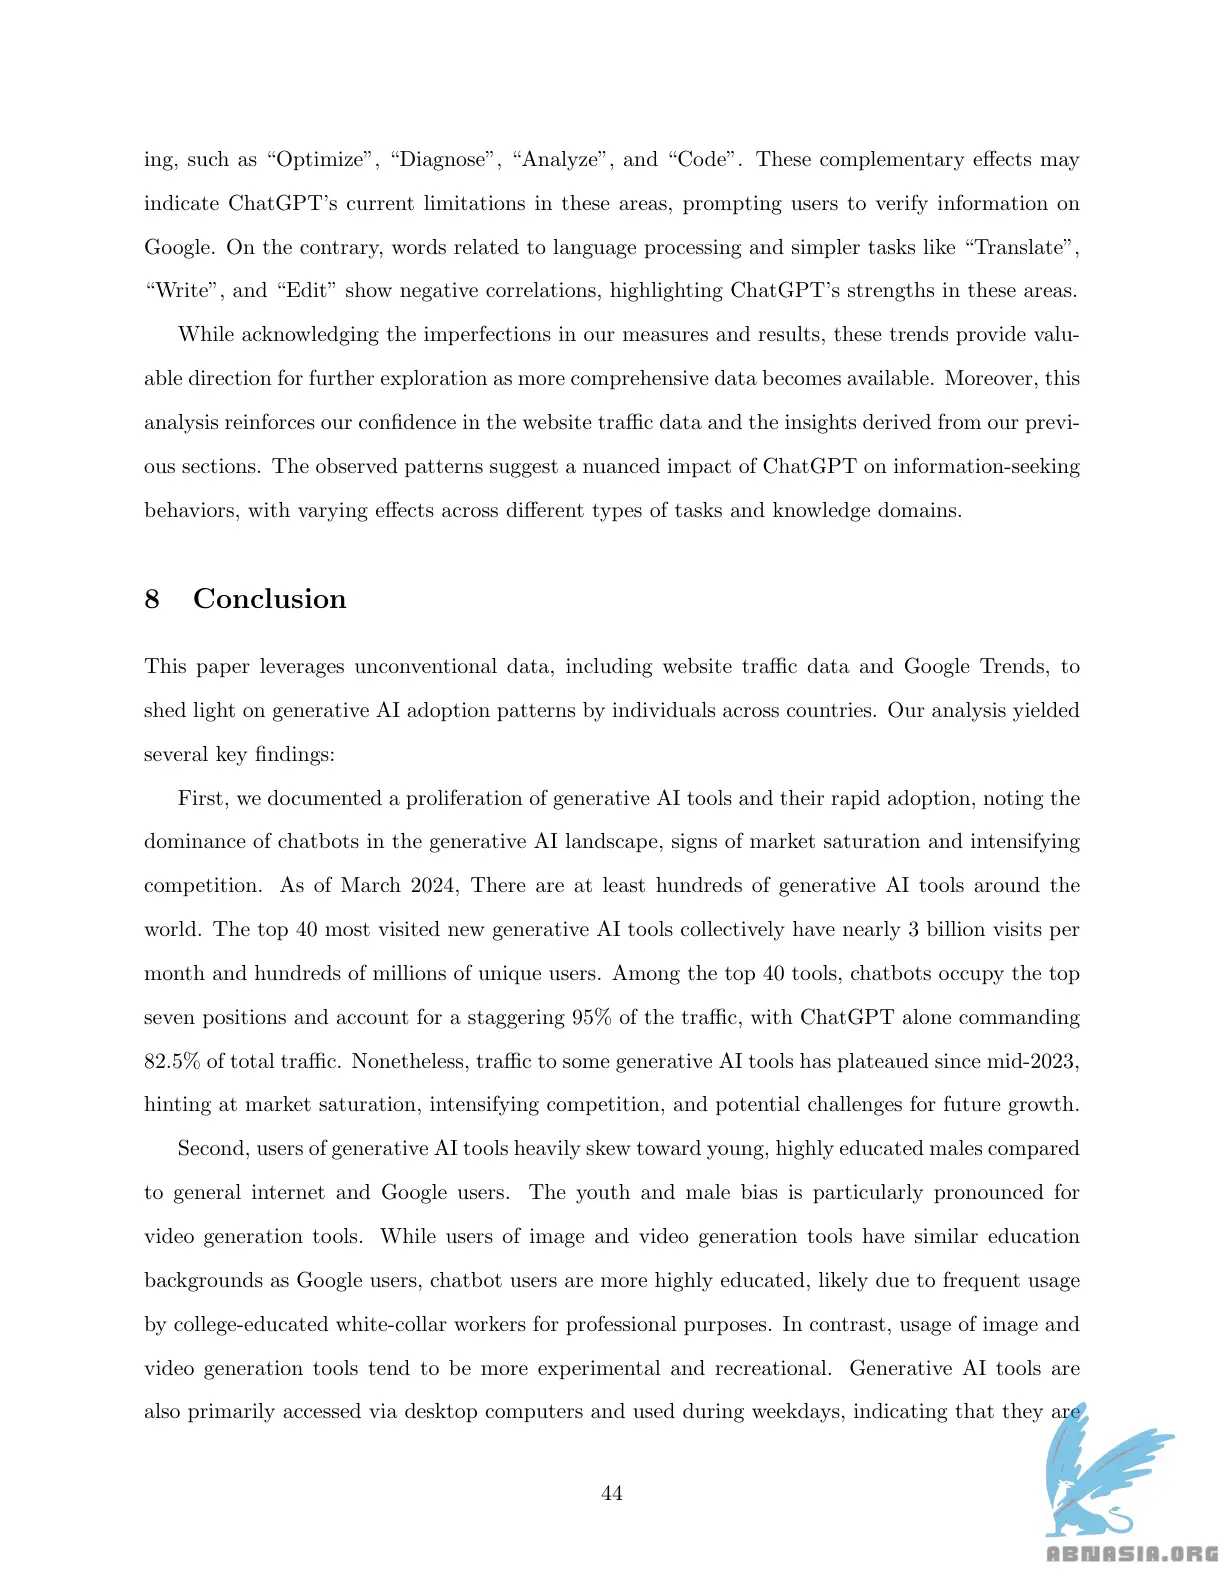 ing, such as “Optimize”, “Diagnose”, “Analyze”, and “Code”. These complementary effects may
indicate ChatGPT’s current limitations in these areas, prompting users to verify information on
Google. On the contrary, words related to language processing and simpler tasks like “Translate”,
“Write”, and “Edit” show negative correlations, highlighting ChatGPT’s strengths in these areas.
While acknowledging the imperfections in our measures and results, these trends provide valu-
able direction for further exploration as more comprehensive data becomes available. Moreover, this
analysis reinforces our confidence in the website traffic data and the insights derived from our previ-
ous sections. The observed patterns suggest a nuanced impact of ChatGPT on information-seeking
behaviors, with varying effects across different types of tasks and knowledge domains.
8 Conclusion
This paper leverages unconventional data, including website traffic data and Google Trends, to
shed light on generative AI adoption patterns by individuals across countries. Our analysis yielded
several key findings:
First, we documented a proliferation of generative AI tools and their rapid adoption, noting the
dominance of chatbots in the generative AI landscape, signs of market saturation and intensifying
competition. As of March 2024, There are at least hundreds of generative AI tools around the
world. The top 40 most visited new generative AI tools collectively have nearly 3 billion visits per
month and hundreds of millions of unique users. Among the top 40 tools, chatbots occupy the top
seven positions and account for a staggering 95% of the traffic, with ChatGPT alone commanding
82.5% of total traffic. Nonetheless, traffic to some generative AI tools has plateaued since mid-2023,
hinting at market saturation, intensifying competition, and potential challenges for future growth.
Second, users of generative AI tools heavily skew toward young, highly educated males compared
to general internet and Google users. The youth and male bias is particularly pronounced for
video generation tools. While users of image and video generation tools have similar education
backgrounds as Google users, chatbot users are more highly educated, likely due to frequent usage
by college-educated white-collar workers for professional purposes. In contrast, usage of image and
video generation tools tend to be more experimental and recreational. Generative AI tools are
also primarily accessed via desktop computers and used during weekdays, indicating that they are
44
ABNASIA.ORG